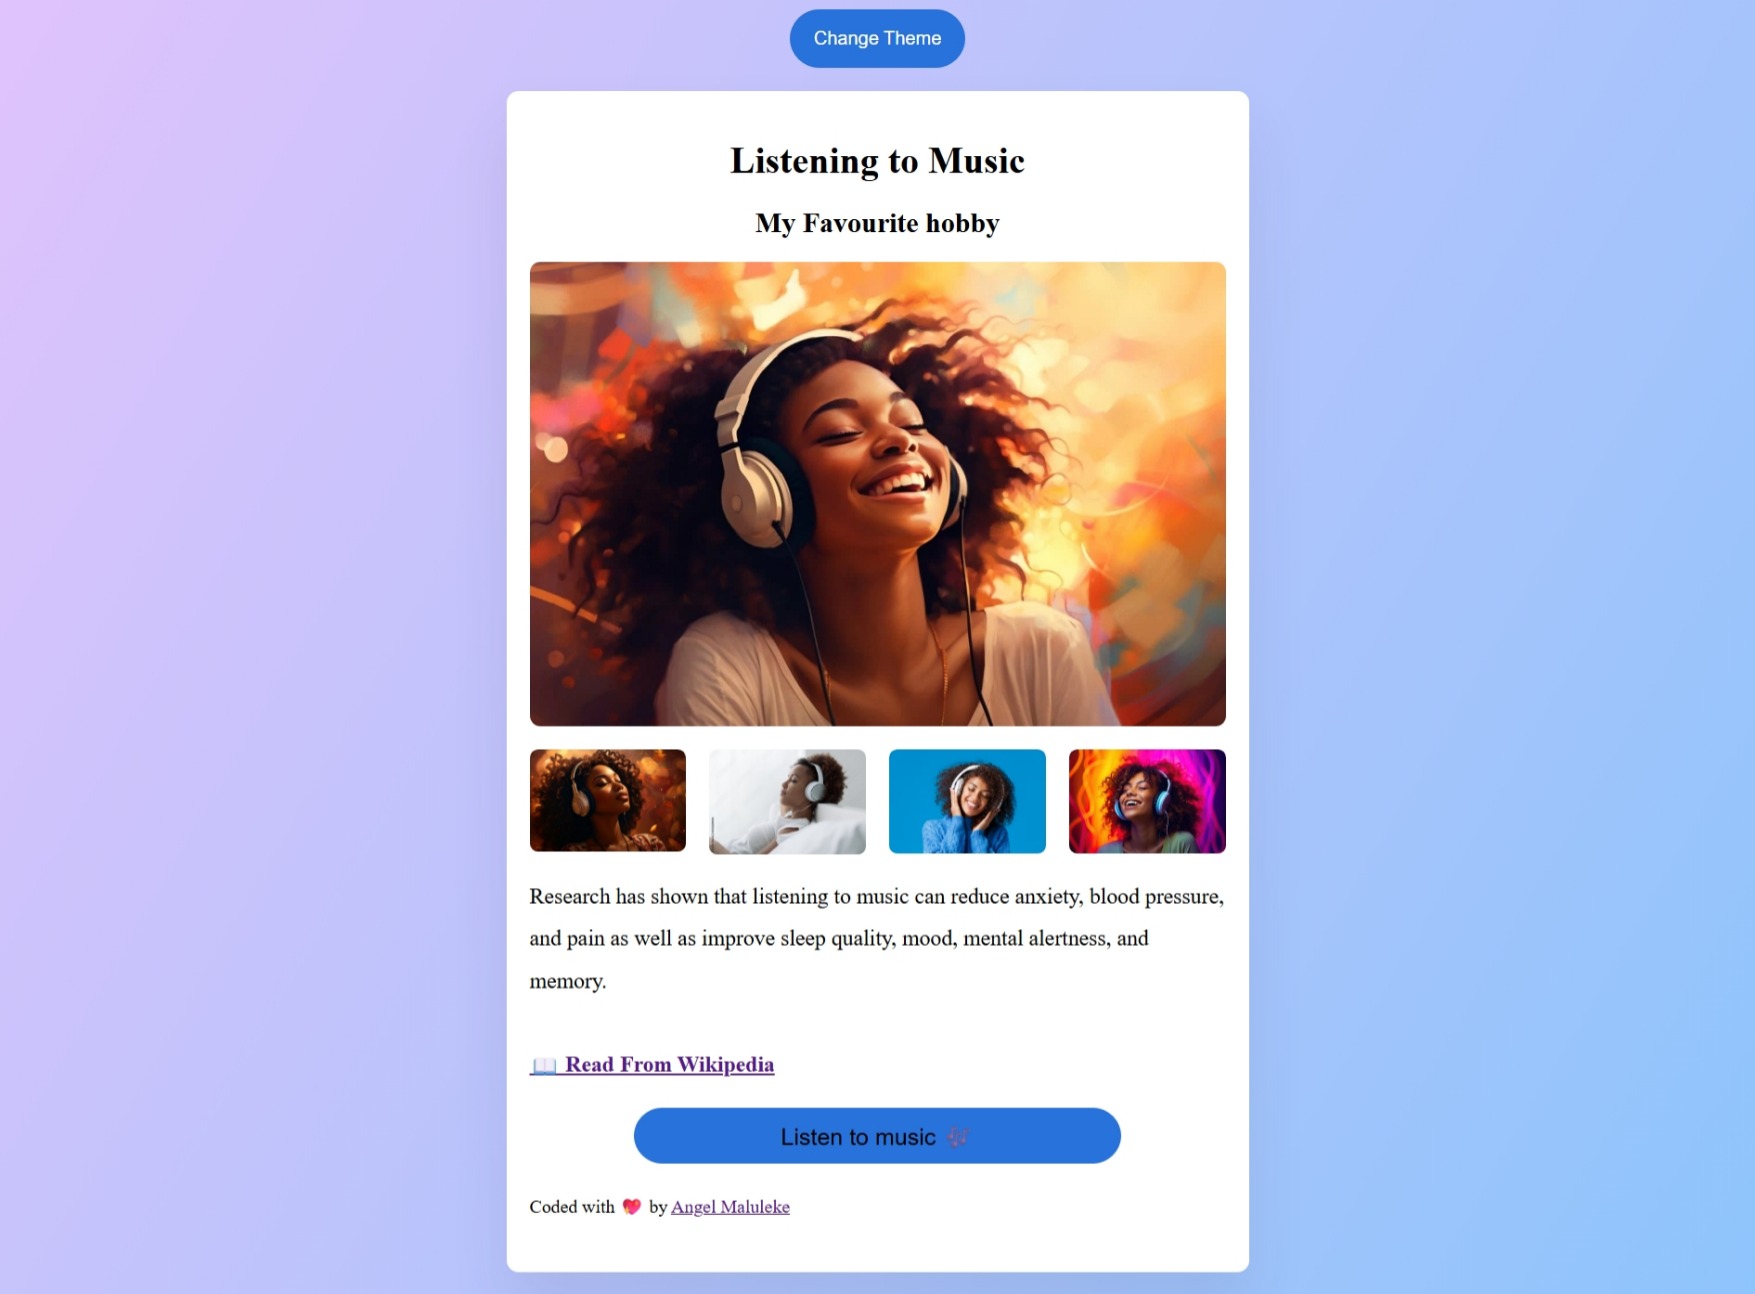 Change Theme
Listening to Music
My Favourite hobby
Research has shown that listening to music can reduce anxiety, blood pressure,
and pain as well as improve sleep quality, mood, mental alertness, and
memory.
📖 Read From Wikipedia
Listen to music 🎶
Coded with 💖 by Angel Maluleke